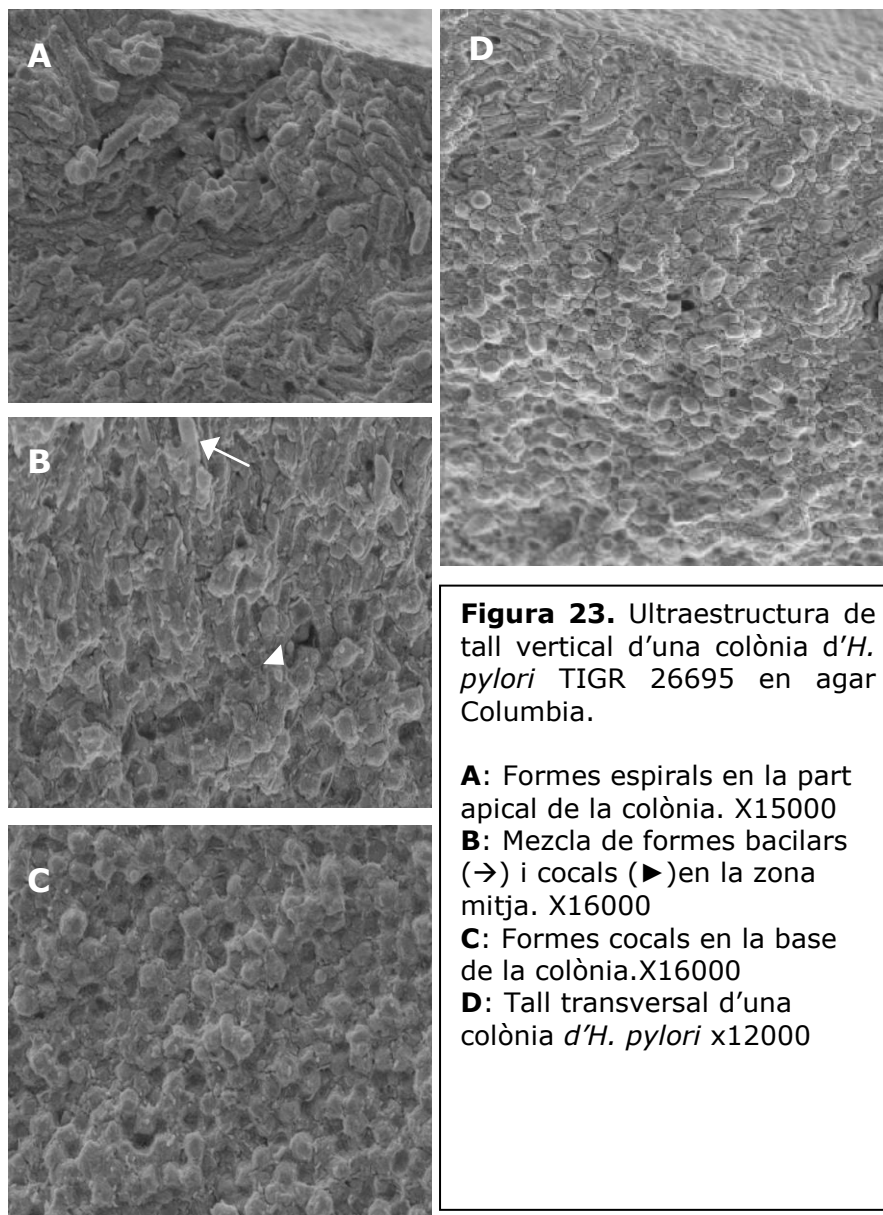 A
D
B
C
Figura 23. Ultraestructura de
tall vertical d'una colònia d'H.
pylori TIGR 26695 en agar
Columbia.
A: Formes espirals en la part
apical de la colònia. X15000
B: Mezcla de formes bacilars
(→) i cocals (►)en la zona
mitja. X16000
C: Formes cocals en la base
de la colònia.X16000
D: Tall transversal d'una
colònia d'H. pylori x12000